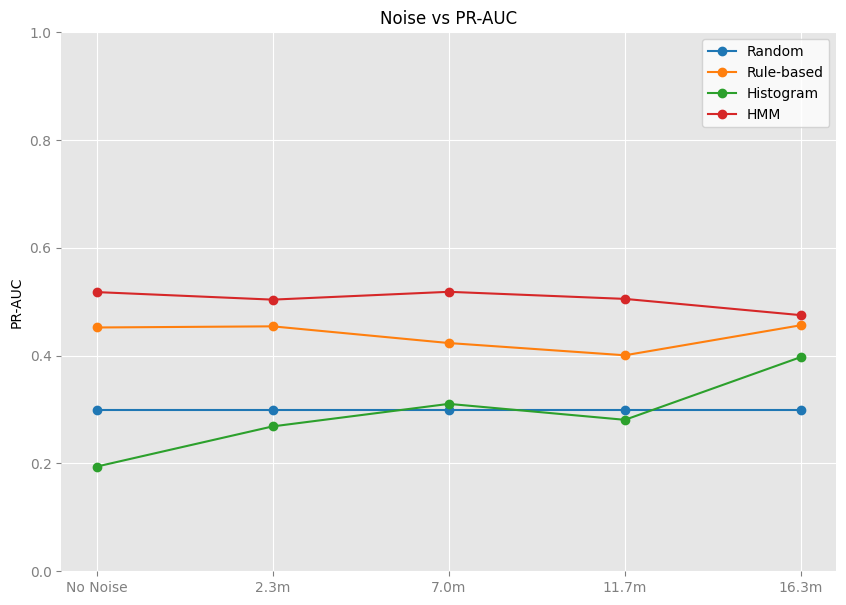 Noise vs PR-AUC
1.0
0.8
0.6
0.4
0.2
0.0
PR-AUC
Random
Rule-based
Histogram
HMM
No Noise
2.3m
7.0m
11.7m
16.3m